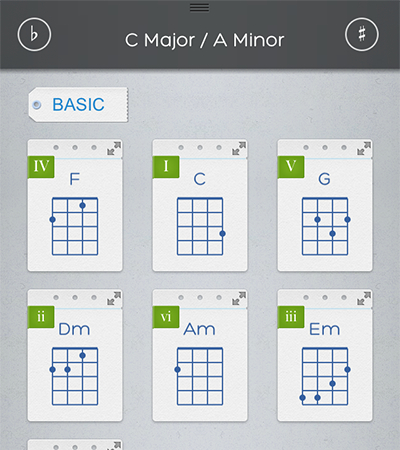 ♭ C Major / A Minor ♯
BASIC
IV I V
F C G
ii vi iii
Dm Am Em